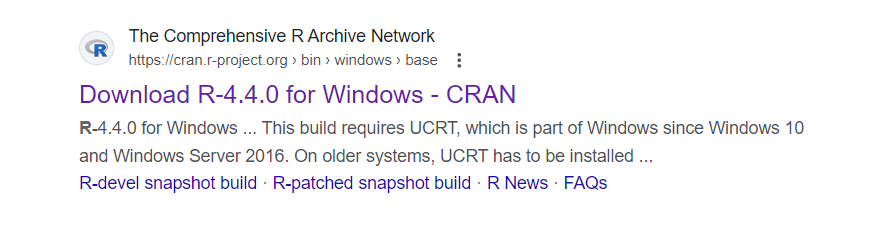 The Comprehensive R Archive Network
https://cran.r-project.org › bin › windows › base
Download R-4.4.0 for Windows - CRAN
R-4.4.0 for Windows ... This build requires UCRT, which is part of Windows since Windows 10
and Windows Server 2016. On older systems, UCRT has to be installed ...
R-devel snapshot build · R-patched snapshot build · R News · FAQs